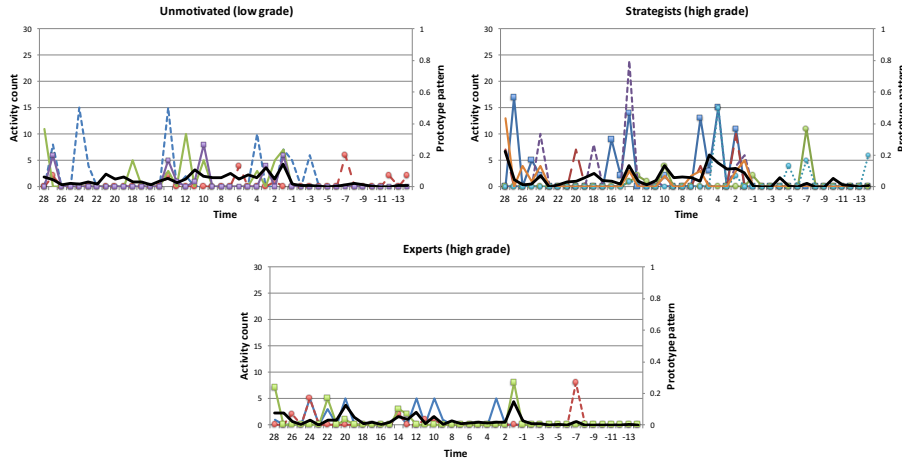 Unmotivated (low grade)
30
25
20
15
10
5
0
Activity count
1
0.8
0.6
0.4
0.2
0
Prototype pattern
28 26 24 22 20 18 16 14 12 10 8 6 4 2 -1 -3 -5 -7 -9 -11 -13
Time
Strategists (high grade)
30
25
20
15
10
5
0
Activity count
1
0.8
0.6
0.4
0.2
0
Prototype pattern
28 26 24 22 20 18 16 14 12 10 8 6 4 2 -1 -3 -5 -7 -9 -11 -13
Time
Experts (high grade)
30
25
20
15
10
5
0
Activity count
1
0.8
0.6
0.4
0.2
0
Prototype pattern
28 26 24 22 20 18 16 14 12 10 8 6 4 2 -1 -3 -5 -7 -9 -11 -13
Time